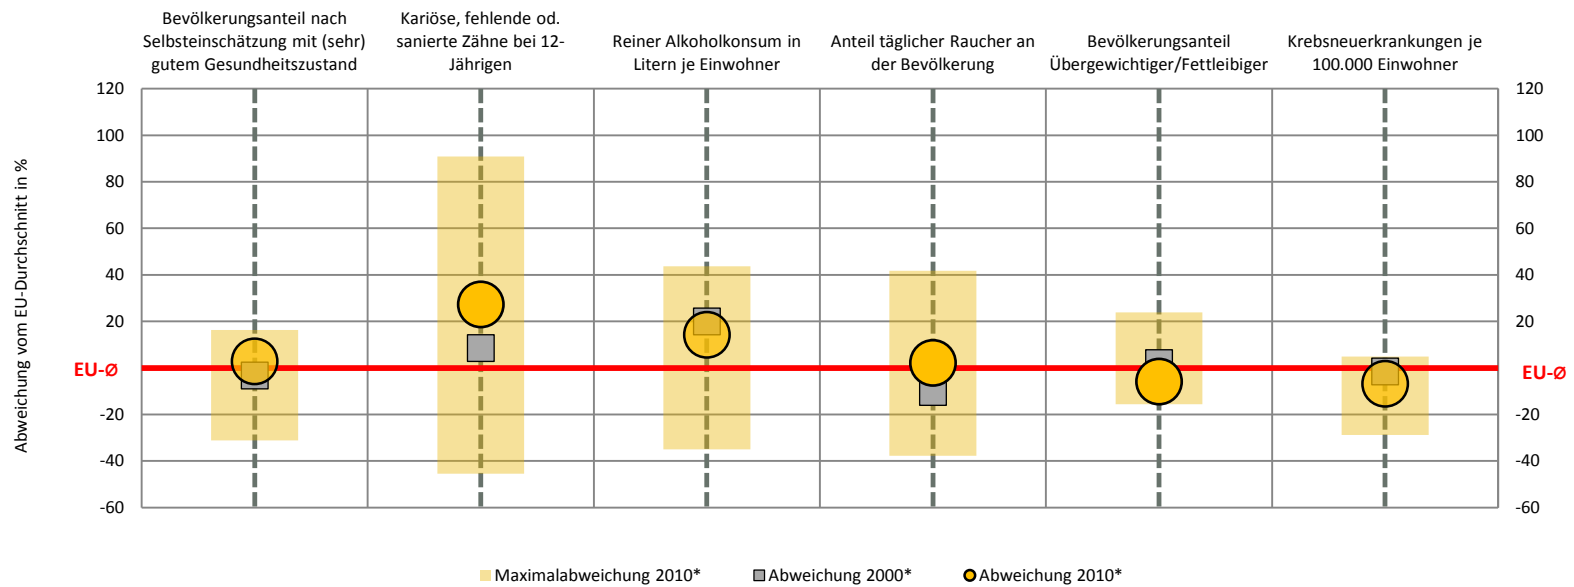 Bevölkerungsanteil nach
Selbsteinschätzung mit (sehr)
gutem Gesundheitszustand
Kariöse, fehlende od.
sanierte Zähne bei 12-
Jährigen
Reiner Alkoholkonsum in
Litern je Einwohner
Anteil täglicher Raucher an
der Bevölkerung
Bevölkerungsanteil
Übergewichtiger/Fettleibiger
Krebsneuerkrankungen je
100.000 Einwohner
Abweichung vom EU-Durchschnitt in %
120
100
80
60
40
20
EU-Ø
-20
-40
-60
120
100
80
60
40
20
EU-Ø
-20
-40
-60
Maximalabweichung 2010* Abweichung 2000* Abweichung 2010*